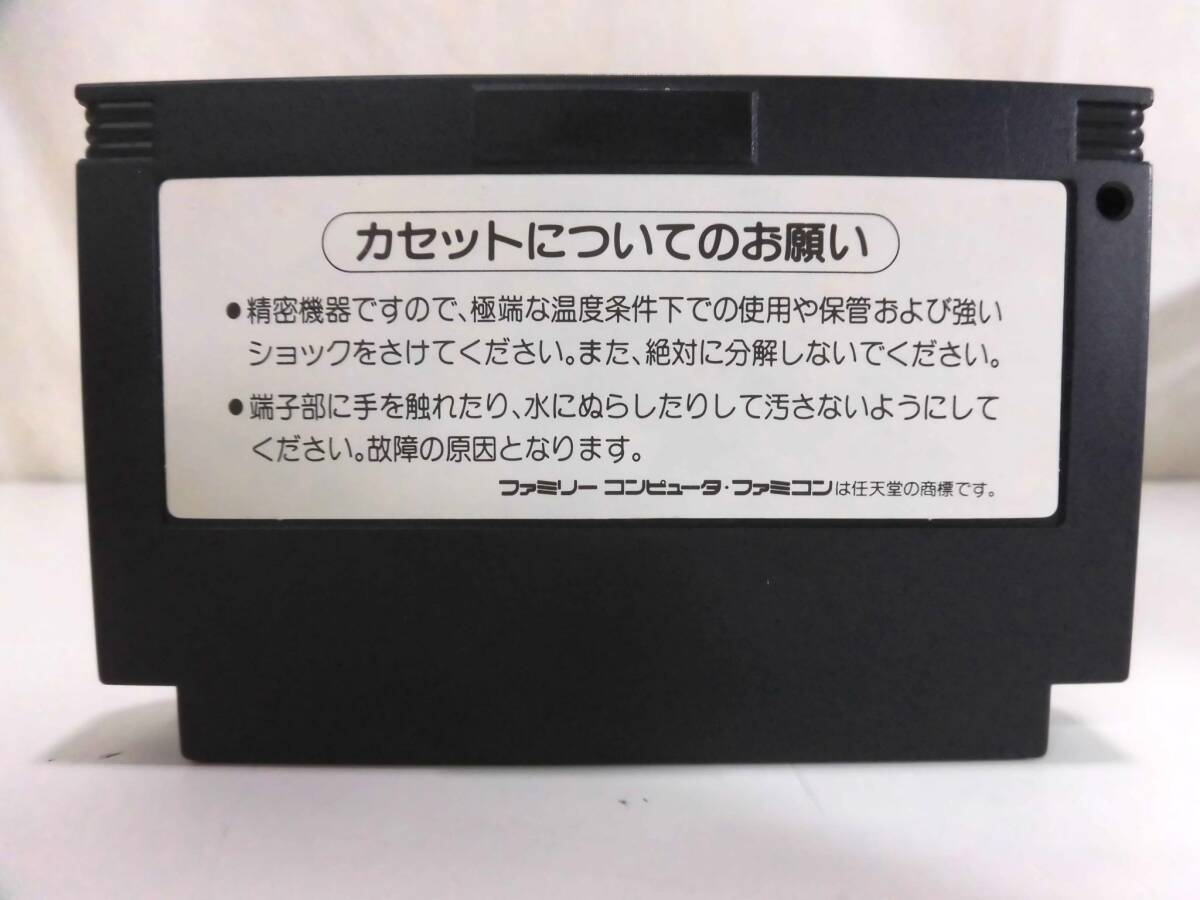 カセットについてのお願い
●精密機器ですので、極端な温度条件下での使用や保管および強い
ショックをさけてください。また、絶対に分解しないでください。
●端子部に手を触れたり、水にぬらしたりして汚さないようにして
ください。故障の原因となります。
ファミリー コンピュータ・ファミコンは任天堂の商標です。